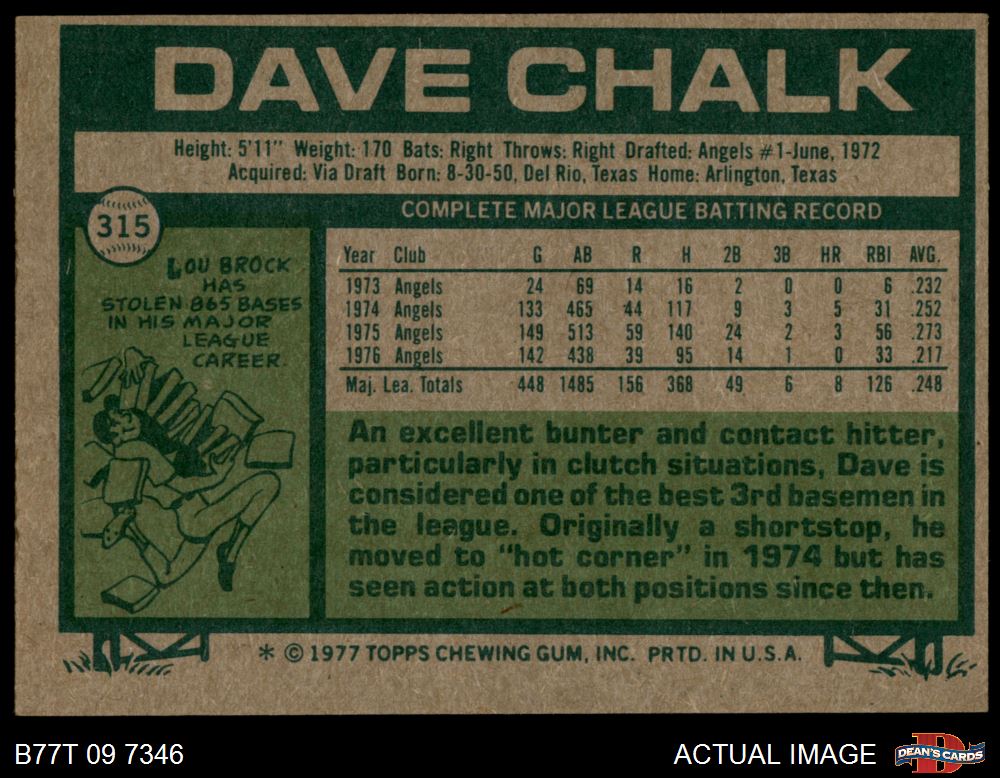 DAVE CHALK
Height: 5'11" Weight: 170 Bats: Right Throws: Right Drafted: Angels #1-June, 1972
Acquired: Via Draft Born: 8-30-50, Del Rio, Texas Home: Arlington, Texas
315
COMPLETE MAJOR LEAGUE BATTING RECORD
LOU BROCK
HAS
STOLEN 865 BASES
IN HIS MAJOR
LEAGUE
CAREER.
Year Club G AB R H 2B 3B HR RBI AVG.
1973 Angels 24 69 14 16 2 0 0 6 .232
1974 Angels 133 465 44 117 9 3 5 31 .252
1975 Angels 149 513 59 140 24 2 3 56 .273
1976 Angels 142 438 39 95 14 1 0 33 .217
Maj. Lea. Totals 448 1485 156 368 49 6 8 126 .248
An excellent bunter and contact hitter,
particularly in clutch situations, Dave is
considered one of the best 3rd basemen in
the league. Originally a shortstop, he
moved to "hot corner" in 1974 but has
seen action at both positions since then.
* © 1977 TOPPS CHEWING GUM, INC. PRTD. IN U.S.A.
B77T 09 7346
ACTUAL IMAGE
DEAN'S CARDS